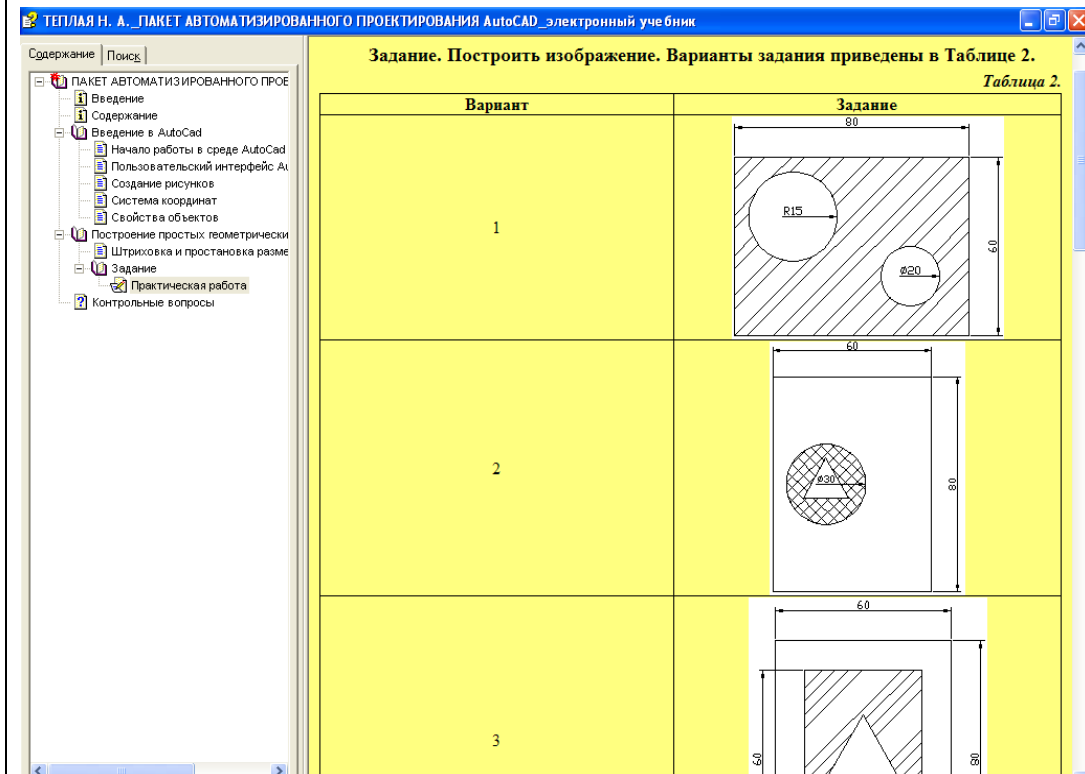 ТЕПЛАЯ Н. А._ПАКЕТ АВТОМАТИЗИРОВАННОГО ПРОЕКТИРОВАНИЯ AutoCAD_электронный учебник
Содержание
Поиск
ПАКЕТ АВТОМАТИЗИРОВАННОГО ПРОЕ
Введение
Содержание
Введение в AutoCad
Начало работы в среде AutoCad
Пользовательский интерфейс Au
Создание рисунков
Система координат
Свойства объектов
Построение простых геометрически
Штриховка и простановка разме
Задание
Практическая работа
Контрольные вопросы
Задание. Построить изображение. Варианты задания приведены в Таблице 2.
Таблица 2.
Вариант
Задание
1
80
R15
60
ø20
2
60
ø30
80
3
60
60
80